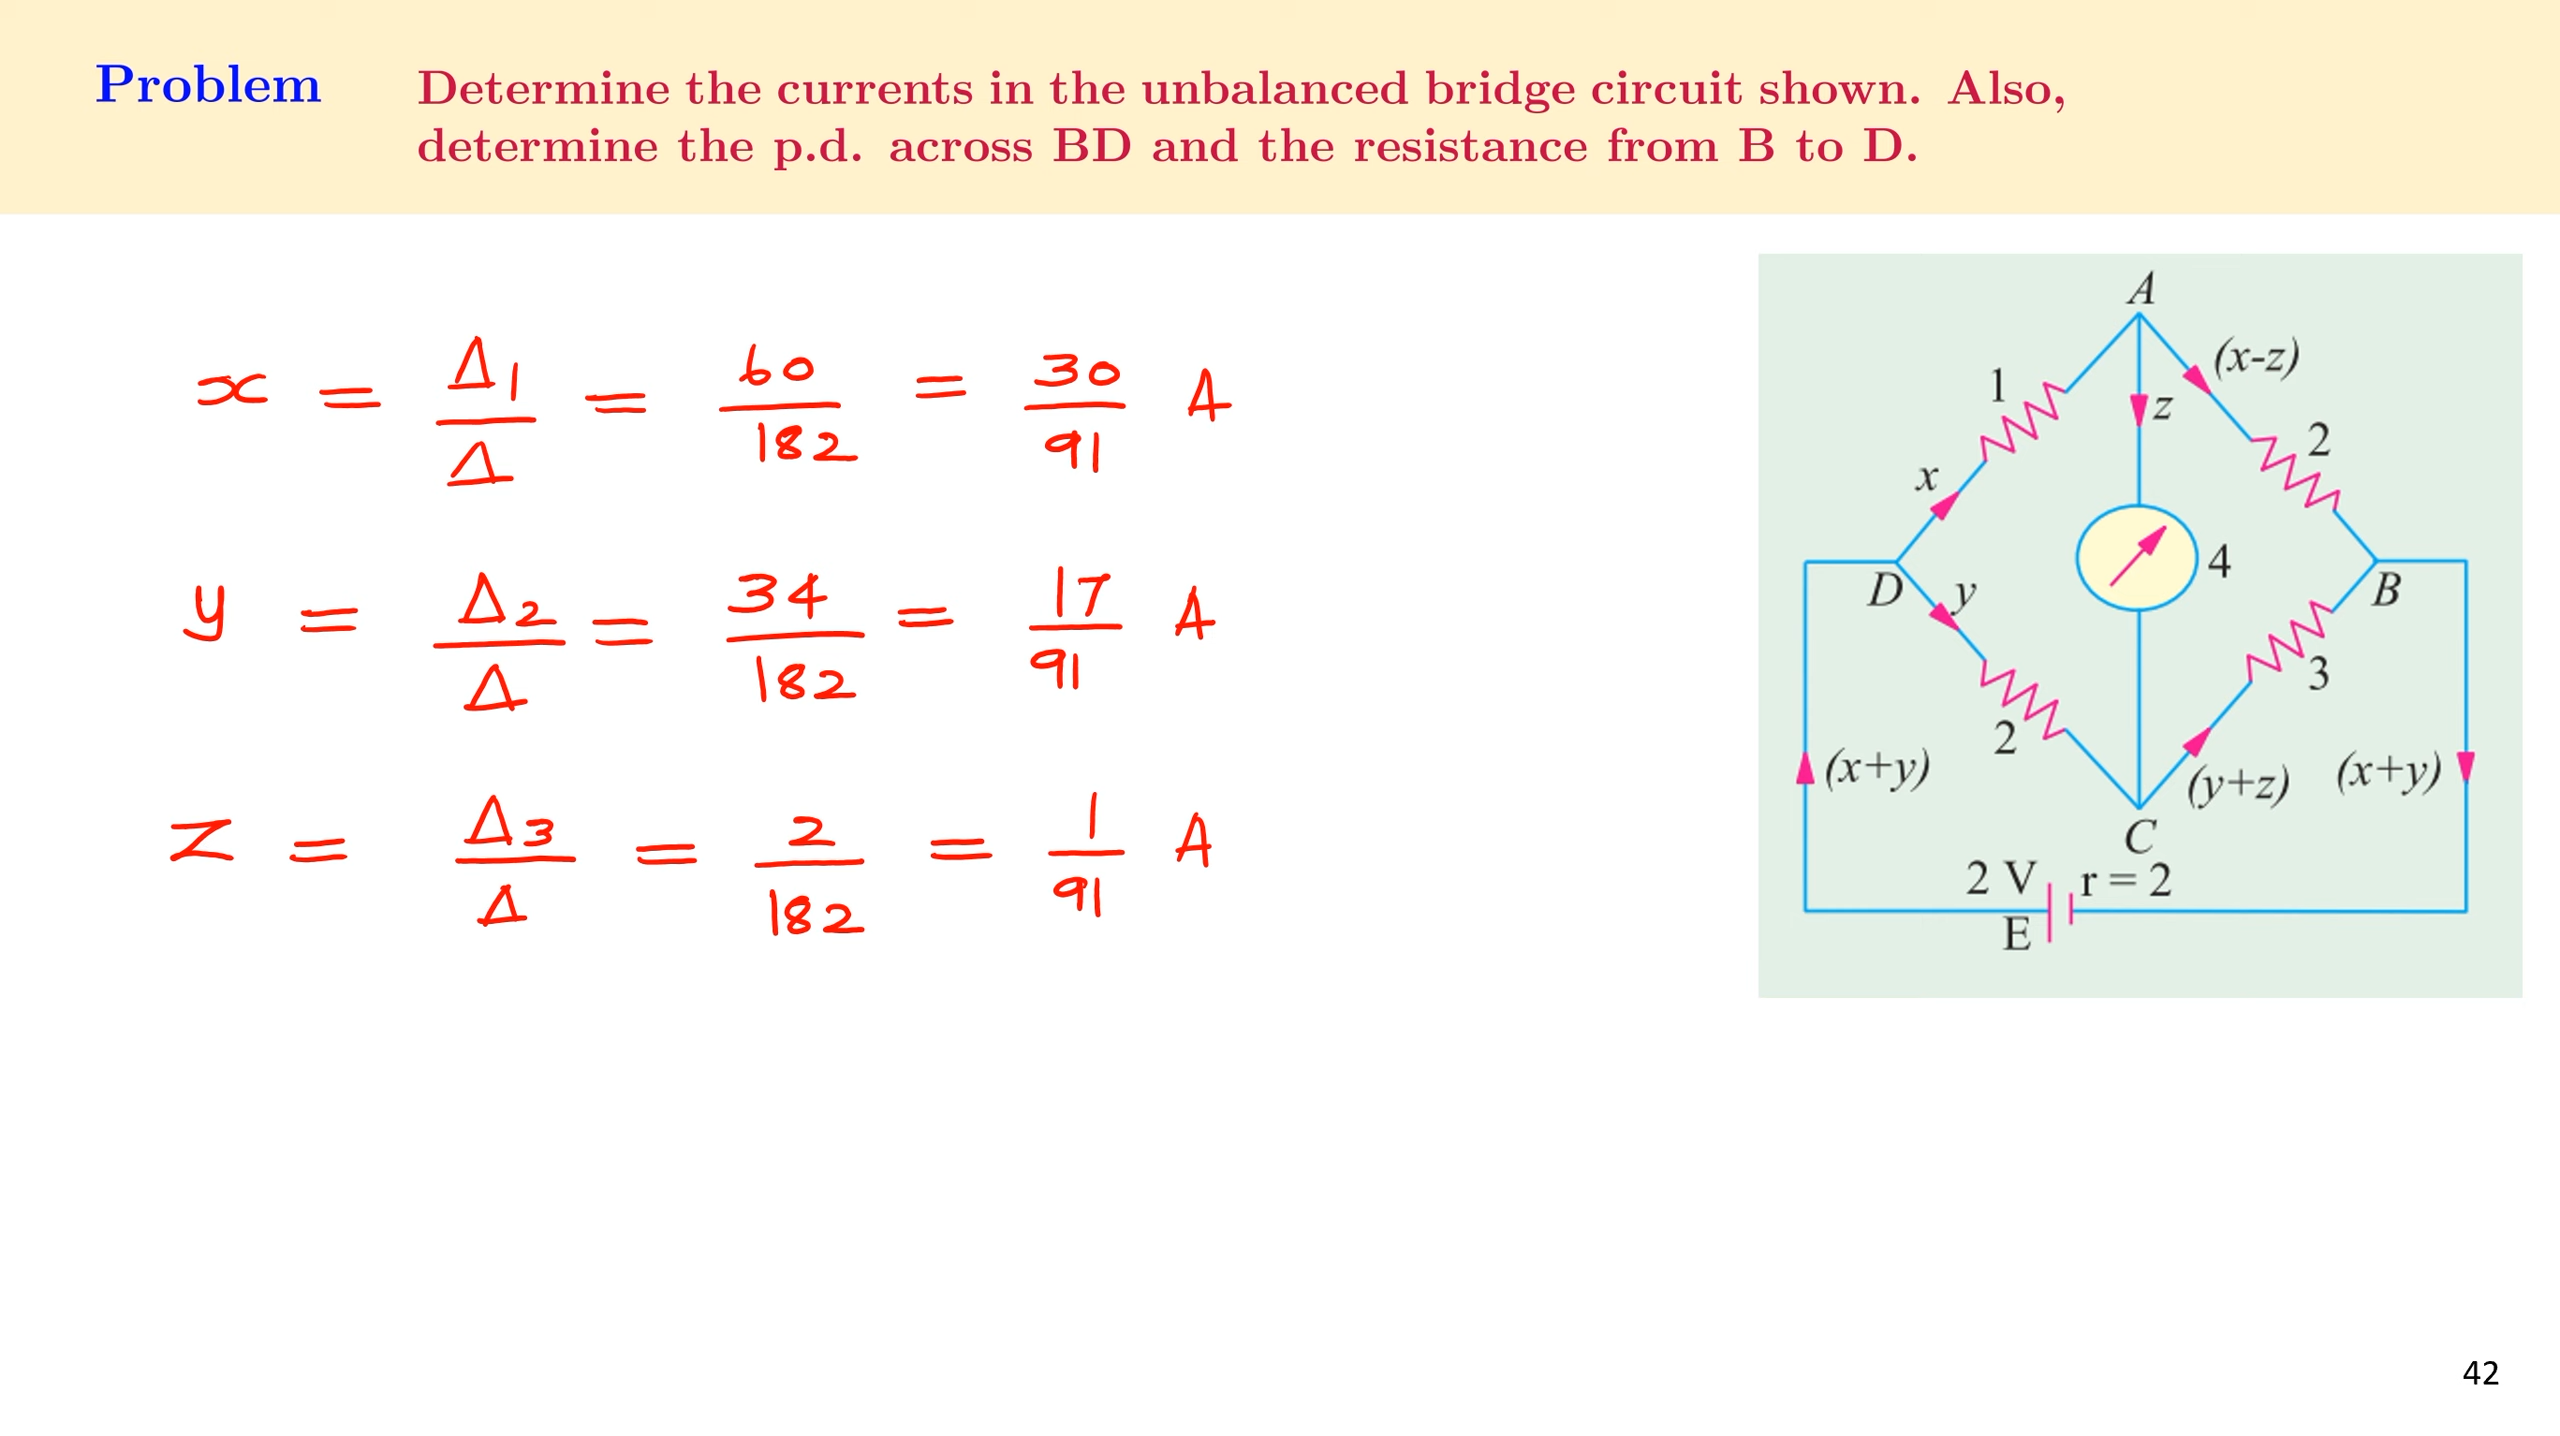 Problem Determine the currents in the unbalanced bridge circuit shown. Also,
determine the p.d. across BD and the resistance from B to D.
x = Δ1/Δ = 60/182 = 30/91 A
y = Δ2/Δ = 34/182 = 17/91 A
z = Δ3/Δ = 2/182 = 1/91 A
A
(x-z)
1
z
2
x
4
D
y
B
3
2
(x+y)
(y+z)
(x+y)
C
2 V
r = 2
E
42